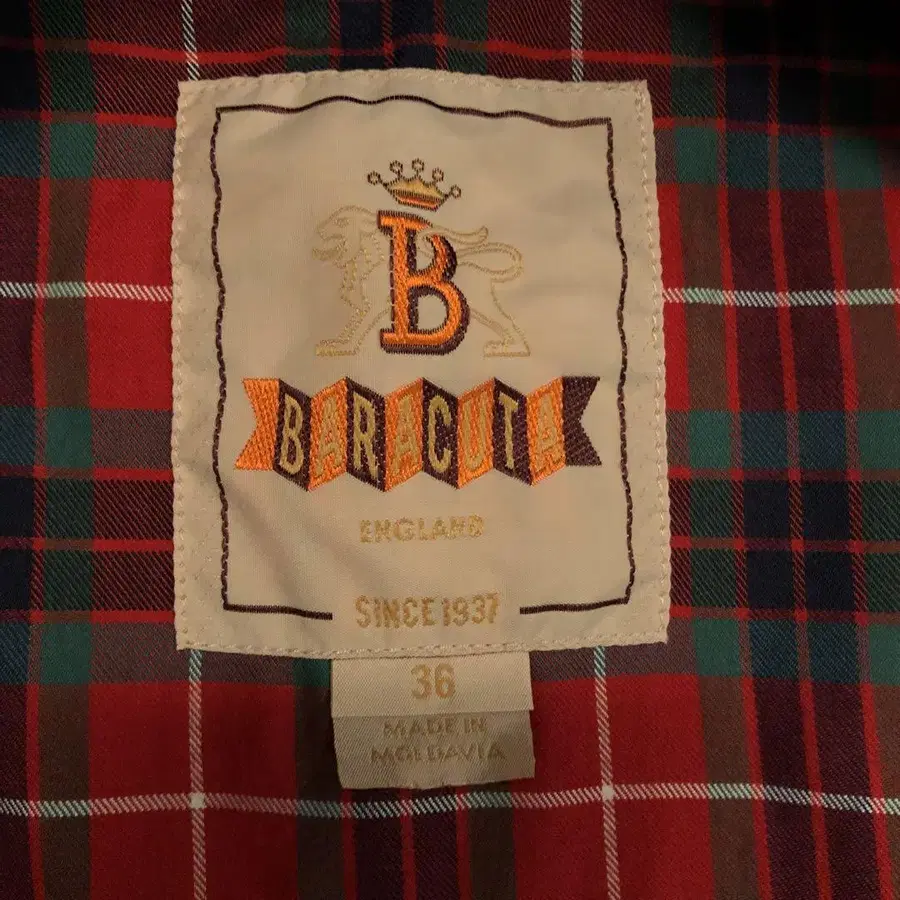 B
BARACUTA
ENGLAND
SINCE 1937
36
MADE IN
MOLDAVIA